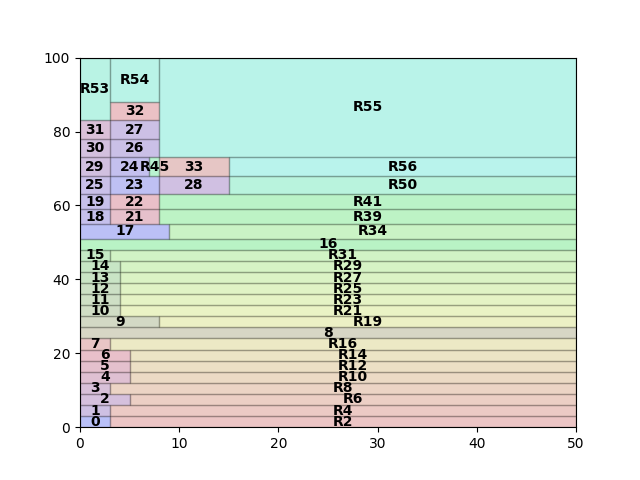 100
R53 R54 R55
32
80 31 27
30 26
29 24 R45 33 R56
25 23 28 R50
60 19 22 R41
18 21 R39
17 R34
16
15 R31
14 R29
40 13 R27
12 R25
11 R23
10 R21
9 R19
8
20 7 R16
6 R14
5 R12
4 R10
3 R8
2 R6
1 R4
0 0 R2
0 10 20 30 40 50